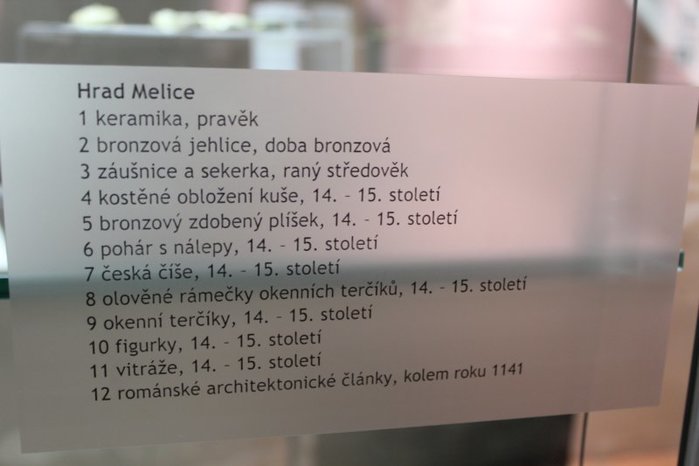 Hrad Melice
1 keramika, pravěk
2 bronzová jehlice, doba bronzová
3 záušnice a sekerka, raný středověk
4 kostěné obložení kuše, 14. - 15. století
5 bronzový zdobený plíšek, 14. - 15. století
6 pohár s nálepy, 14. - 15. století
7 česká číše, 14. - 15. století
8 olověné rámečky okenních terčíků, 14. - 15. století
9 okenní terčíky, 14. - 15. století
10 figurky, 14. - 15. století
11 vitráže, 14. - 15. století
12 románské architektonické články, kolem roku 1141